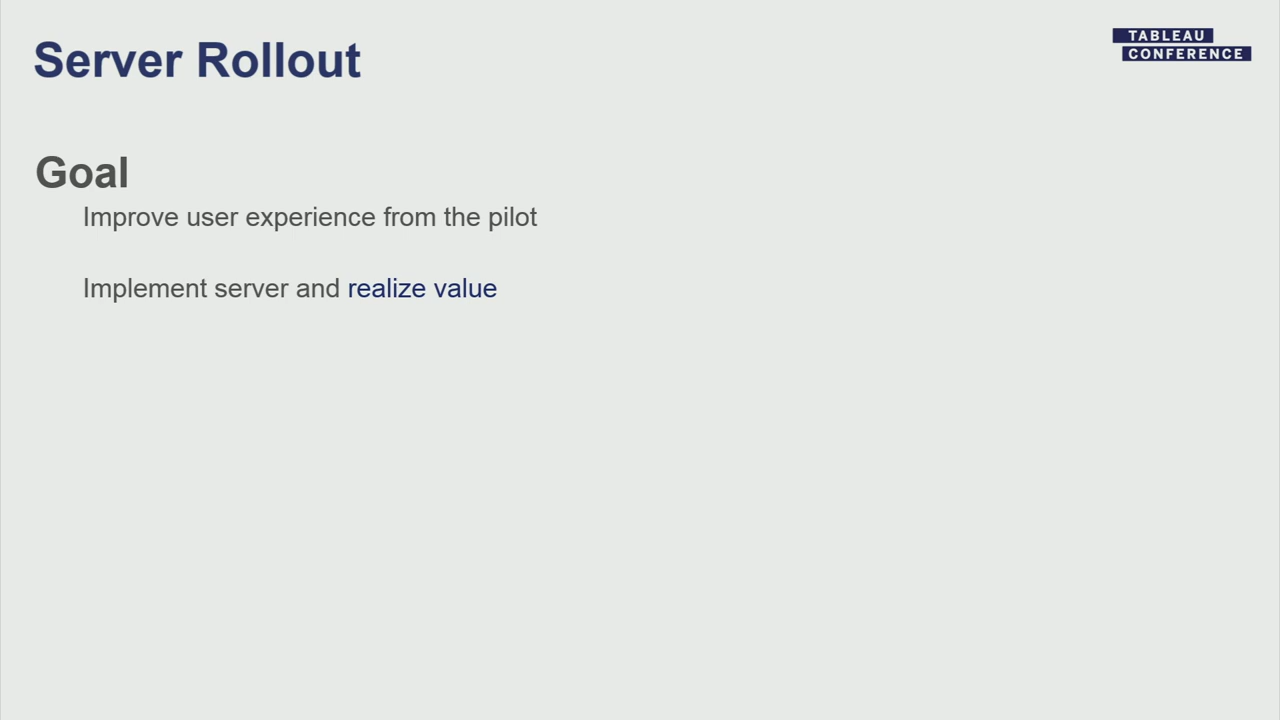 Server Rollout
TABLEAU
CONFERENCE
Goal
Improve user experience from the pilot
Implement server and realize value